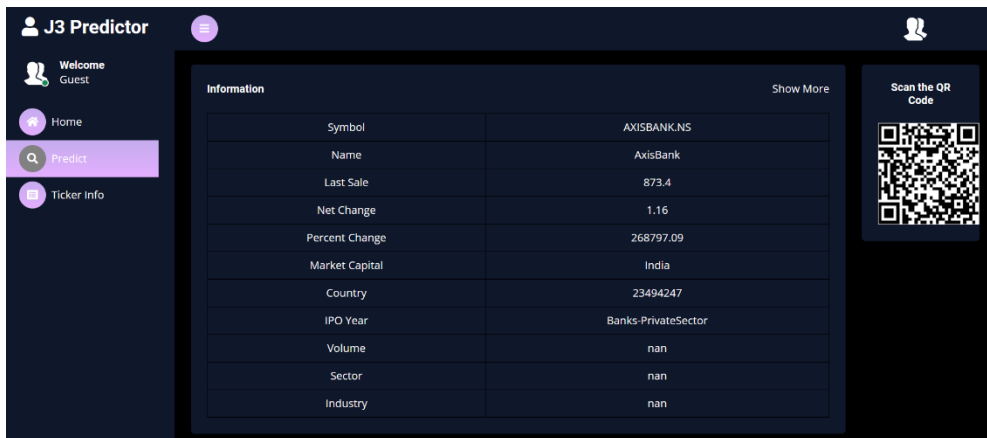 J3 Predictor
Welcome
Guest
Home
Predict
Ticker Info
Information Show More
Symbol AXISBANK.NS
Name AxisBank
Last Sale 873.4
Net Change 1.16
Percent Change 268797.09
Market Capital India
Country 23494247
IPO Year Banks-PrivateSector
Volume nan
Sector nan
Industry nan
Scan the QR
Code